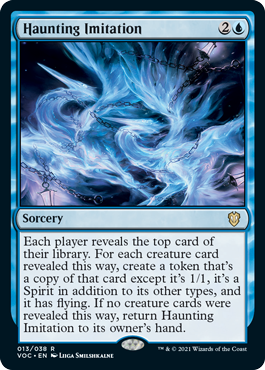 Haunting Imitation 2
Sorcery
Each player reveals the top card of
their library. For each creature card
revealed this way, create a token that's
a copy of that card except it's 1/1, it's a
Spirit in addition to its other types, and
it has flying. If no creature cards were
revealed this way, return Haunting
Imitation to its owner's hand.
013/038 R
VOC • EN LIIGA SMILSHKALNE
™ & © 2021 Wizards of the Coast